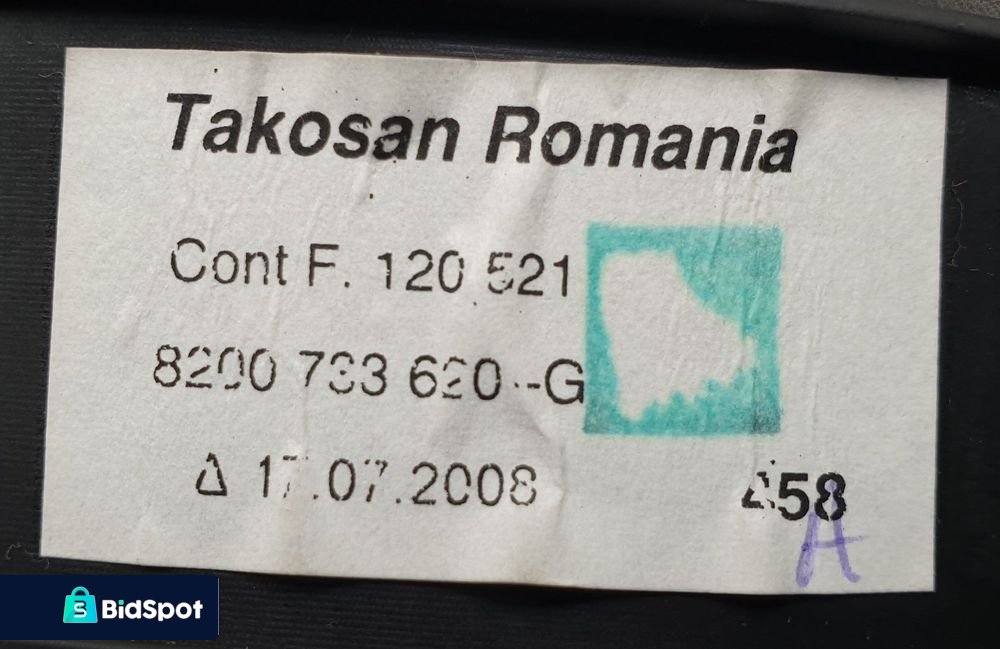 Takosan Romania
Cont F. 120 521
8200 733 620--G
Δ 17.07.2008
458
A
BidSpot